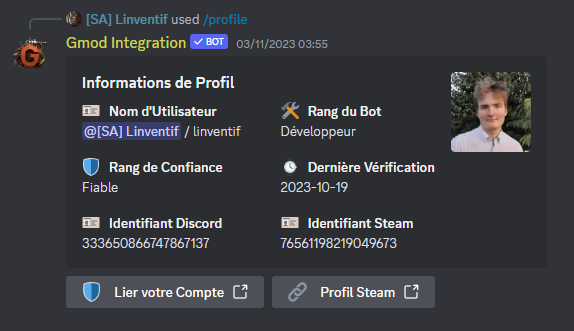 [SA] Linventif used /profile
Gmod Integration ✓ BOT 03/11/2023 03:55
Informations de Profil
Nom d'Utilisateur
@[SA] Linventif / linventif
Rang du Bot
Développeur
Rang de Confiance
Fiable
Dernière Vérification
2023-10-19
Identifiant Discord
333650866747867137
Identifiant Steam
76561198219049673
Lier votre Compte
Profil Steam